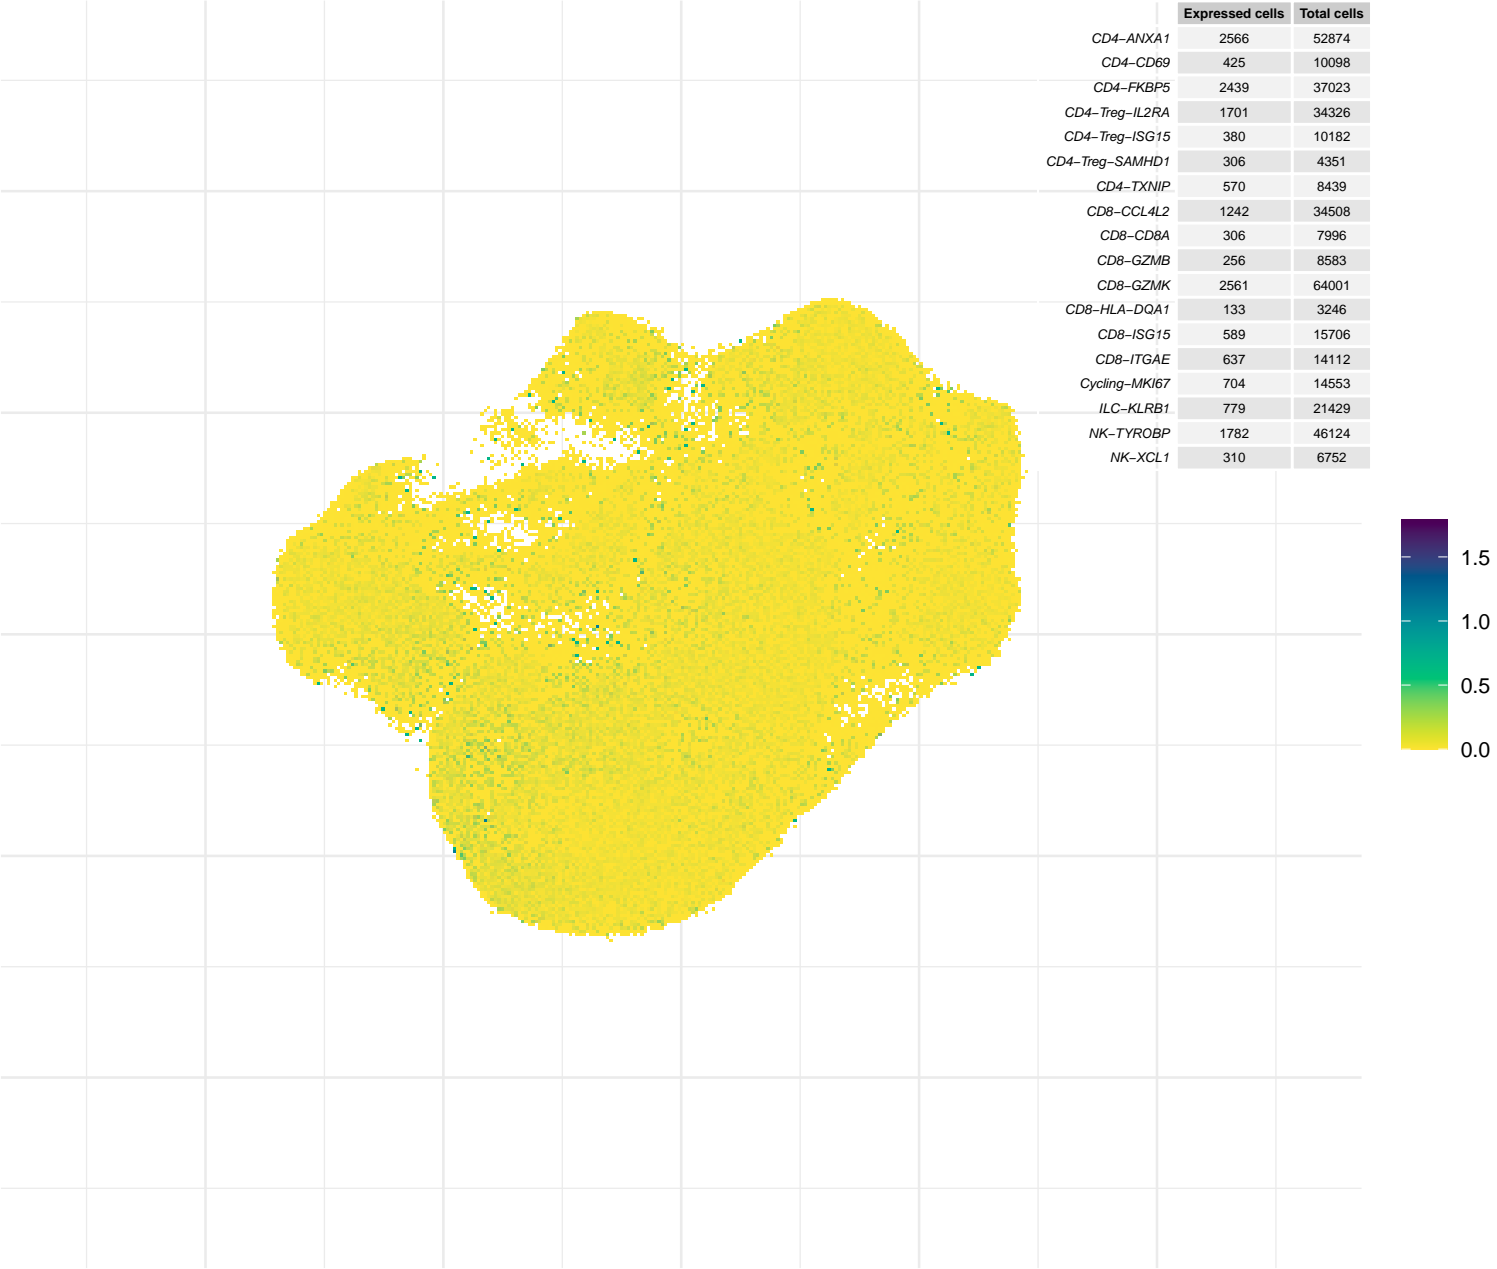 Expressed cells Total cells
CD4−ANXA1 2566 52874
CD4−CD69 425 10098
CD4−FKBP5 2439 37023
CD4−Treg−IL2RA 1701 34326
CD4−Treg−ISG15 380 10182
CD4−Treg−SAMHD1 306 4351
CD4−TXNIP 570 8439
CD8−CCL4L2 1242 34508
CD8−CD8A 306 7996
CD8−GZMB 256 8583
CD8−GZMK 2561 64001
CD8−HLA−DQA1 133 3246
CD8−ISG15 589 15706
CD8−ITGAE 637 14112
Cycling−MKI67 704 14553
ILC−KLRB1 779 21429
NK−TYROBP 1782 46124
NK−XCL1 310 6752
1.5
1.0
0.5
0.0